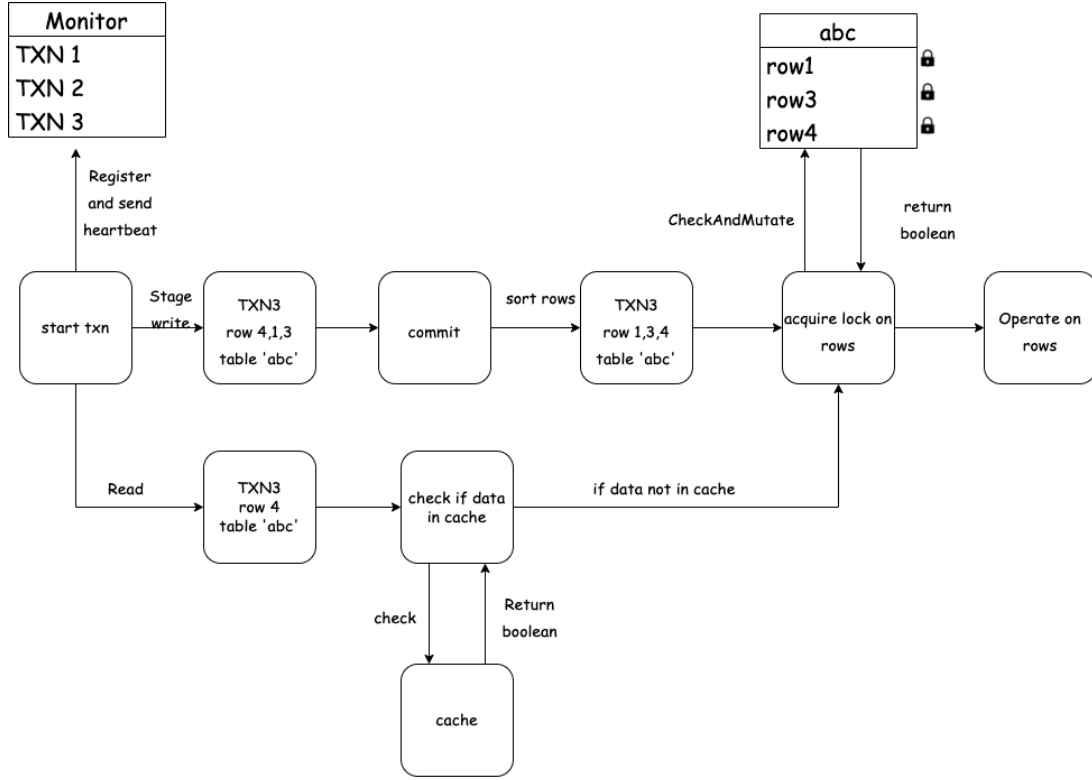 Monitor
TXN 1
TXN 2
TXN 3
abc
row1
row3
row4
Register
and send
heartbeat
CheckAndMutate
return
boolean
start txn
Stage
write
TXN3
row 4,1,3
table 'abc'
commit
sort rows
TXN3
row 1,3,4
table 'abc'
acquire lock on
rows
Operate on
rows
Read
TXN3
row 4
table 'abc'
check if data
in cache
if data not in cache
check
Return
boolean
cache